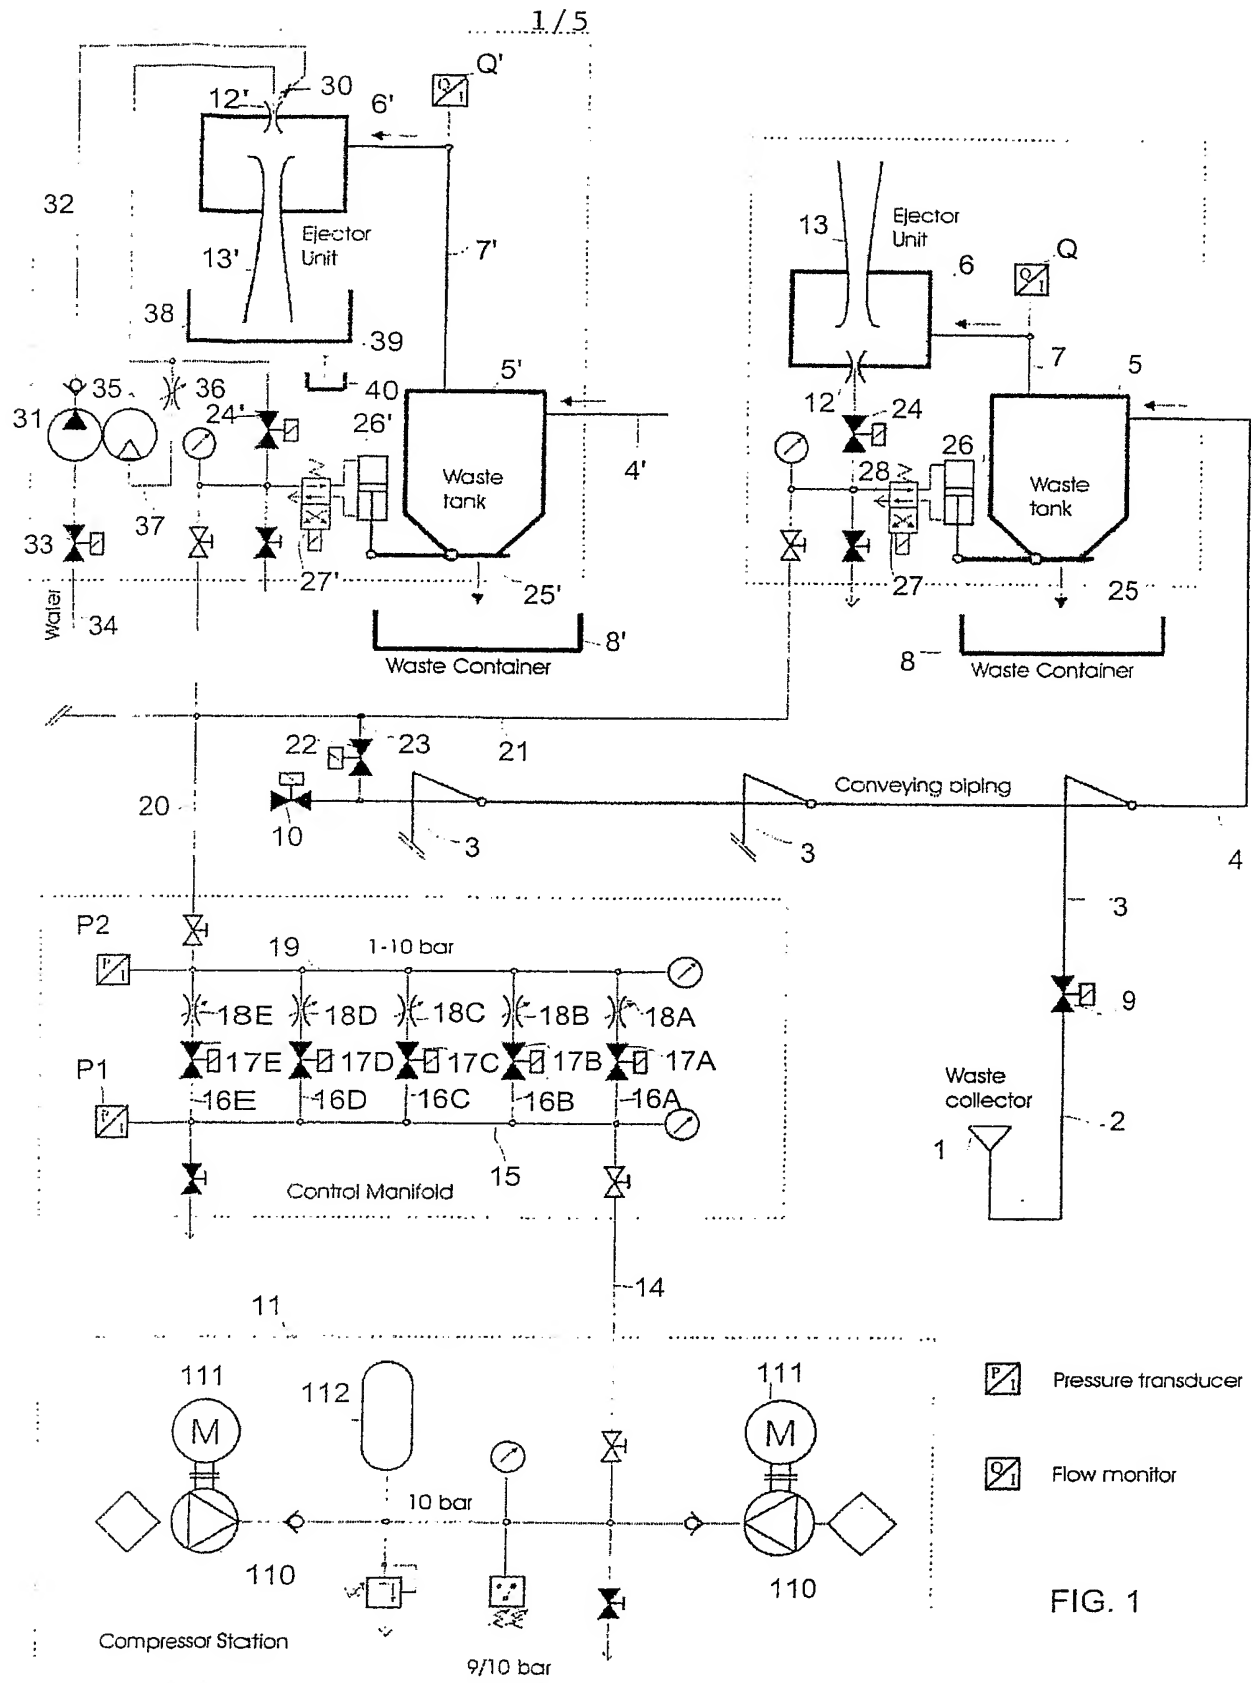 1/5
Q'
Q
I
30
12'
6'
32
Ejector
Unit
13'
7'
13
Ejector
Unit
6
Q
Q
I
38
39
7
5
35
36
40
5'
31
24'
26'
12
24
4'
28
26
Waste
tank
Waste
tank
37
33
27'
25'
27
25
Water
34
8'
8
Waste Container
Waste Container
22
23
21
20
10
Conveying piping
3
3
4
P2
19
1-10 bar
3
P
I
18E
18D
18C
18B
18A
9
P1
17E
17D
17C
17B
17A
Waste
collector
16E
16D
16C
16B
16A
P
I
2
1
15
Control Manifold
14
11
111
112
111
P
I
Pressure transducer
M
M
Q
I
Flow monitor
10 bar
110
110
FIG. 1
Compressor Station
9/10 bar